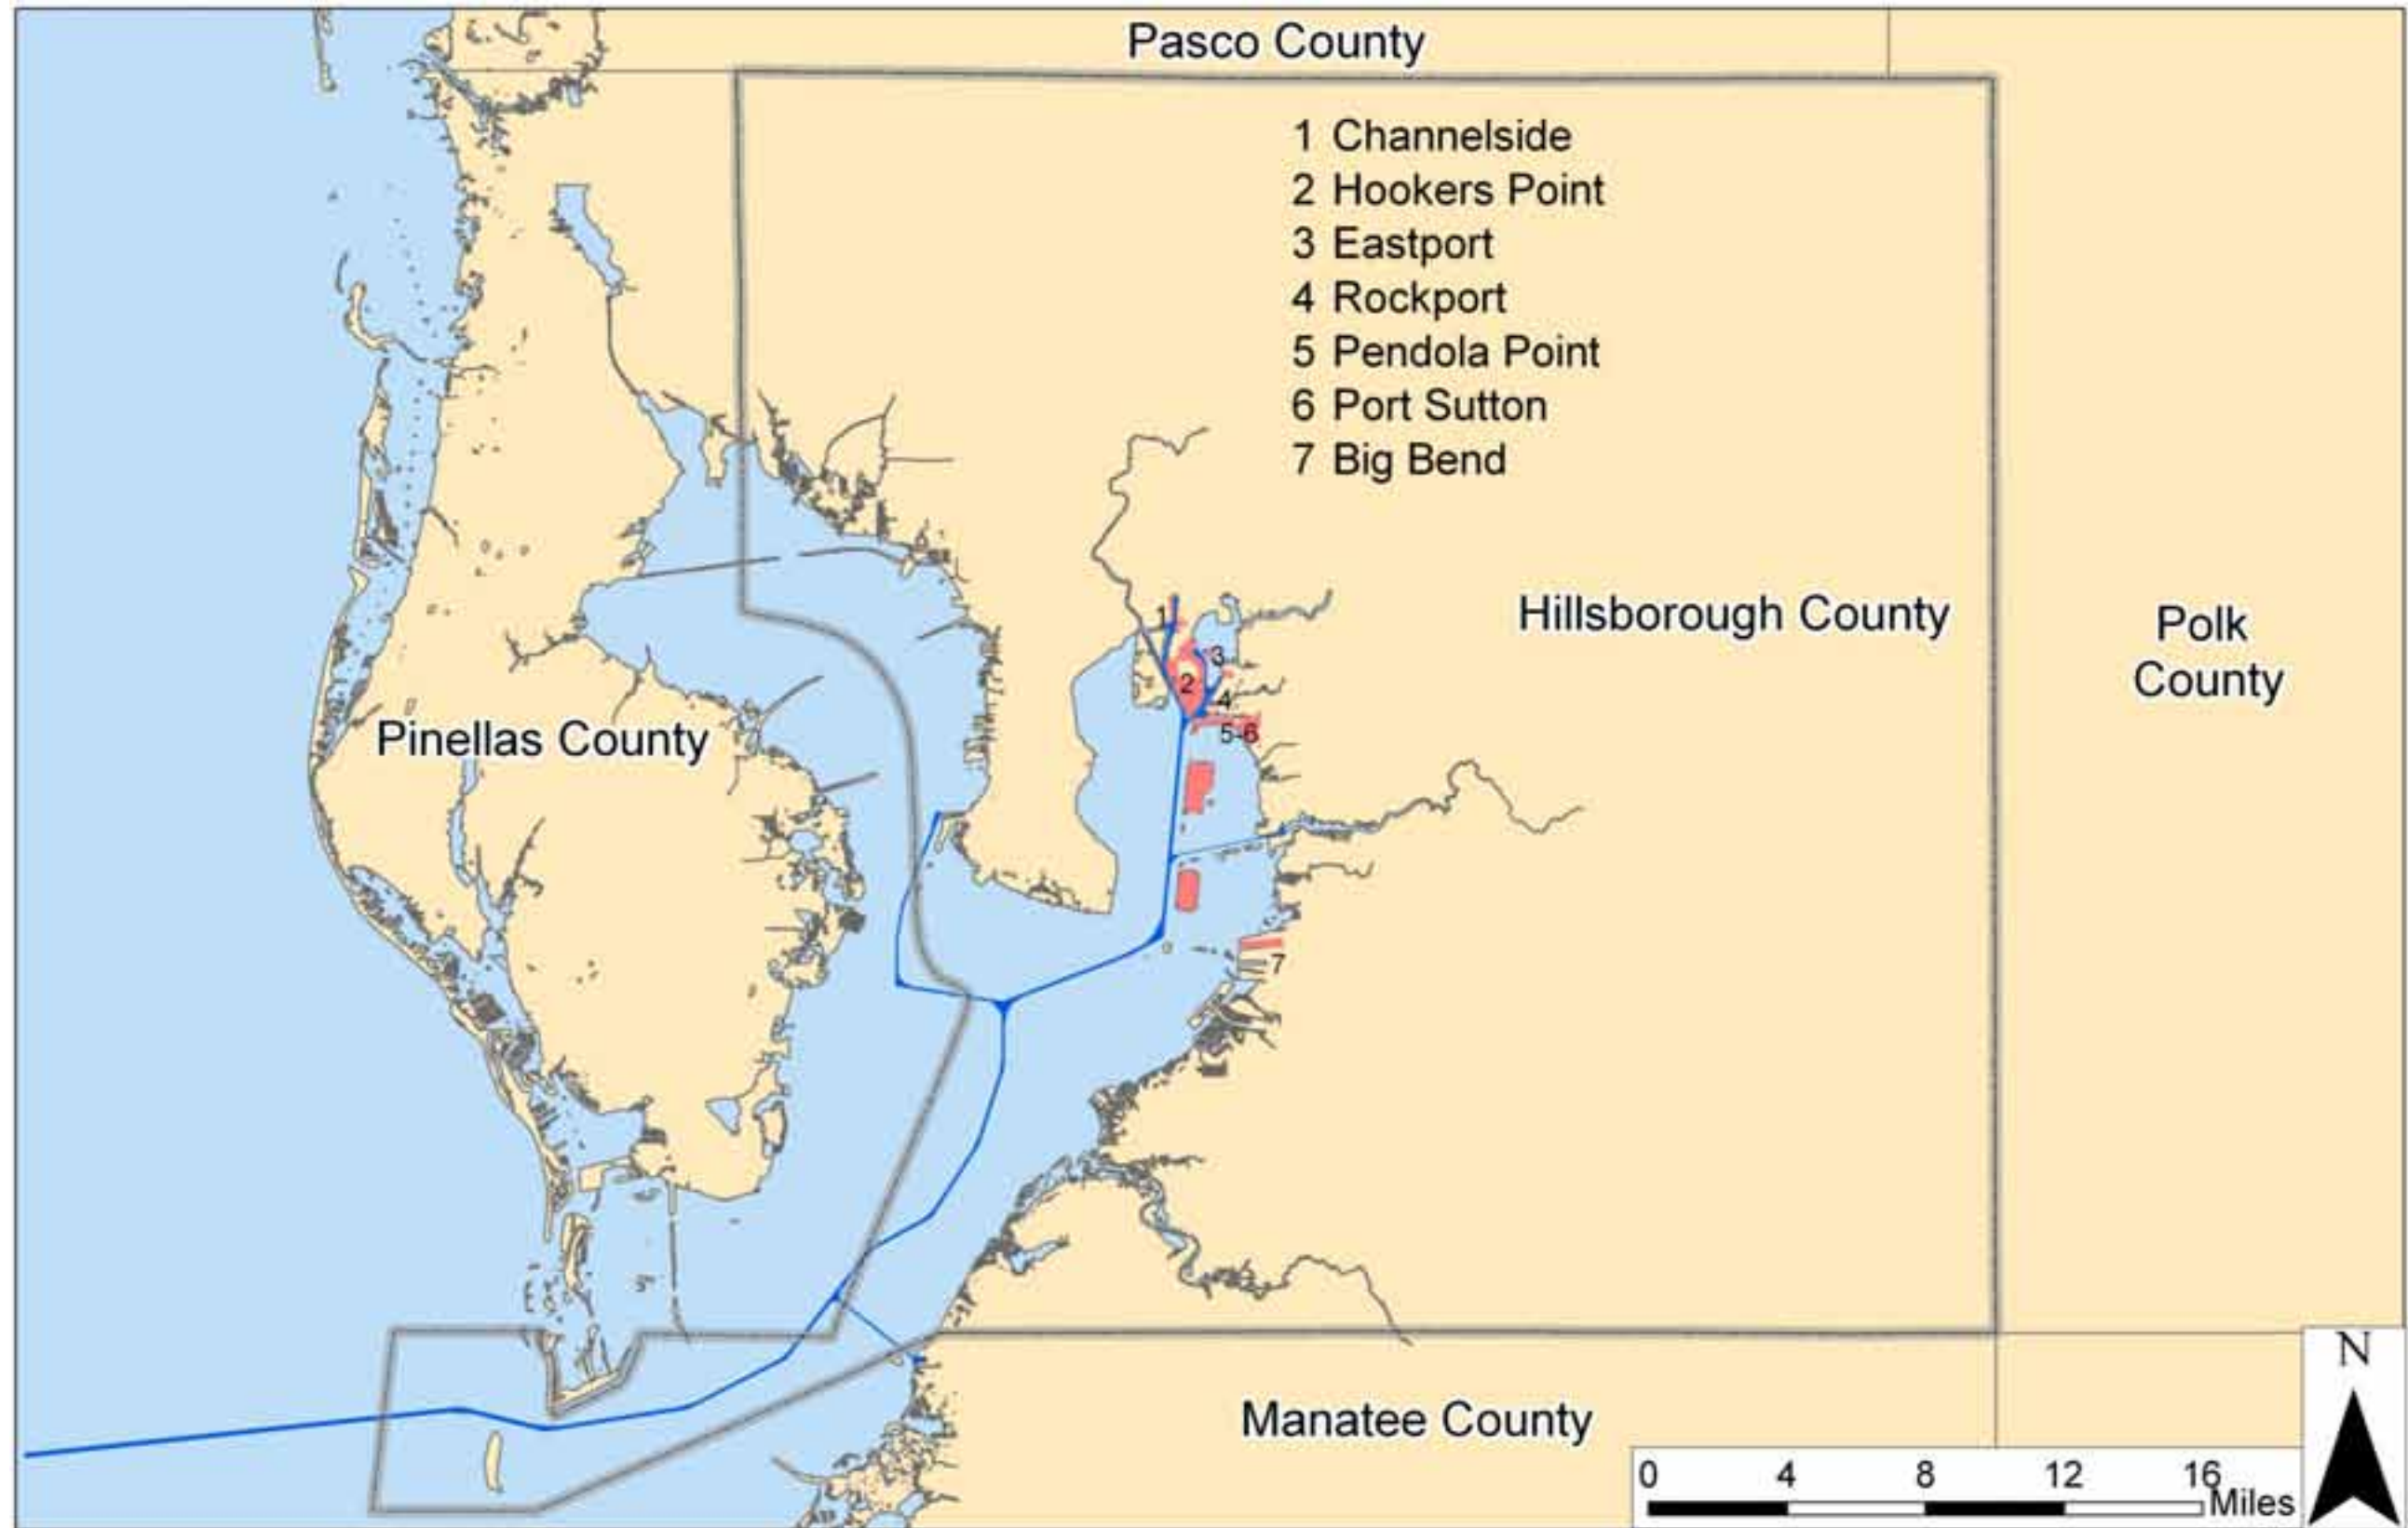 Pasco County
1 Channelside
2 Hookers Point
3 Eastport
4 Rockport
5 Pendola Point
6 Port Sutton
7 Big Bend
Hillsborough County
Polk
County
1
3
2
4
5-6
Pinellas County
7
Manatee County
N
0 4 8 12 16
Miles